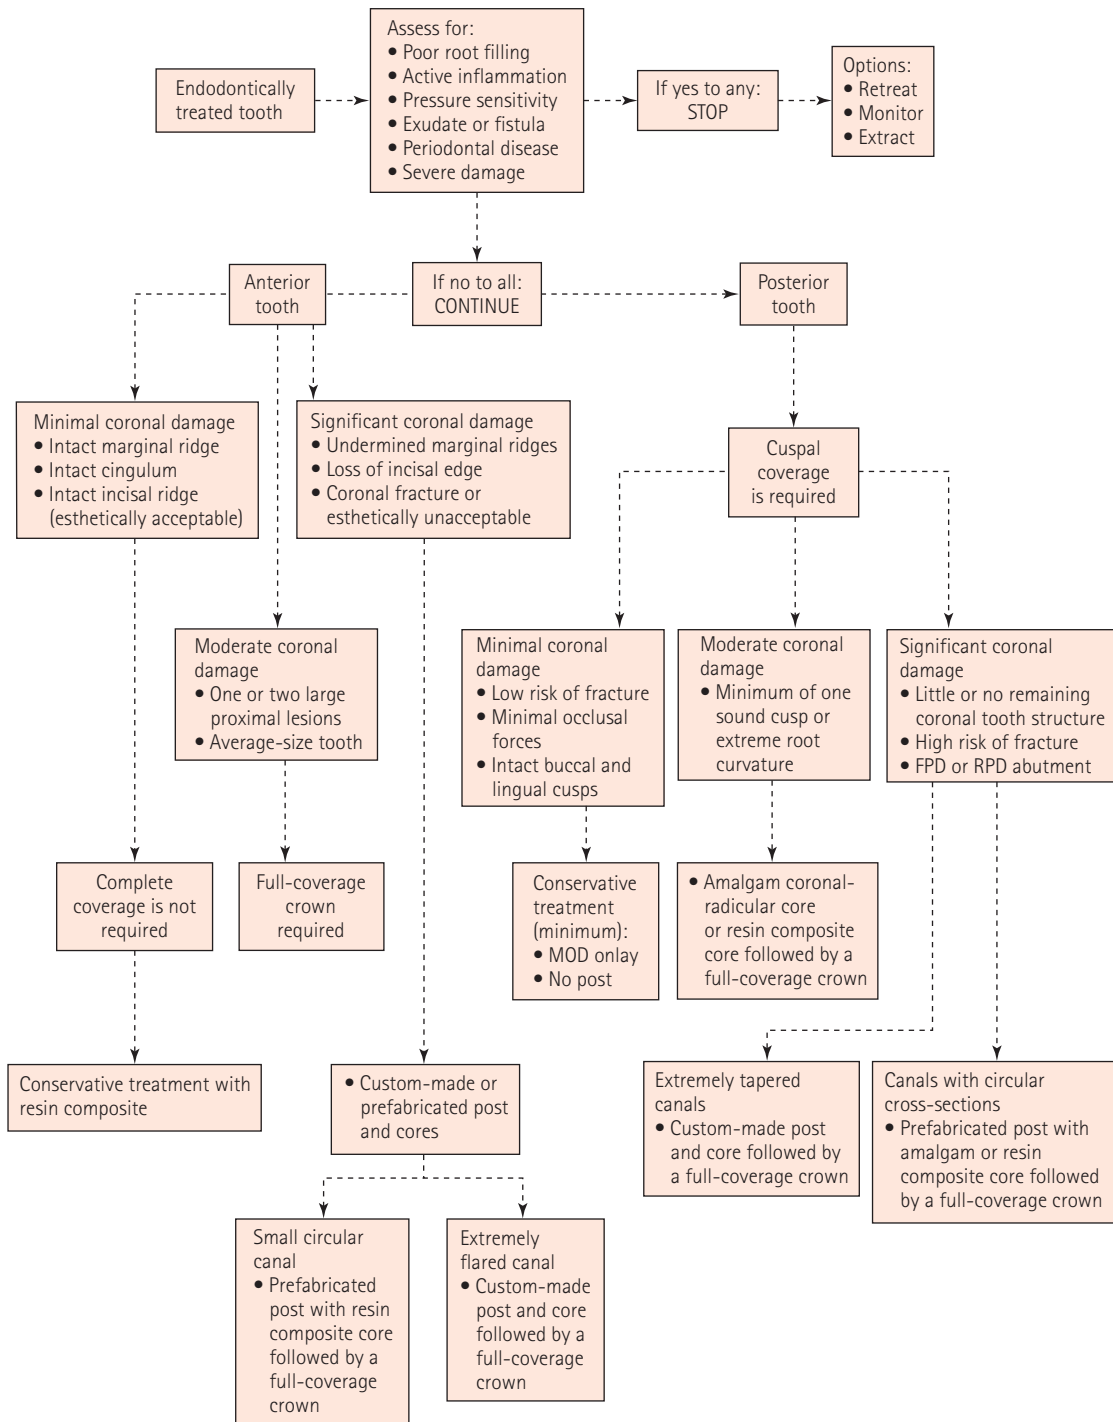 Endodontically
treated tooth
Assess for:
• Poor root filling
• Active inflammation
• Pressure sensitivity
• Exudate or fistula
• Periodontal disease
• Severe damage
If yes to any:
STOP
Options:
• Retreat
• Monitor
• Extract
Anterior
tooth
If no to all:
CONTINUE
Posterior
tooth
Minimal coronal damage
• Intact marginal ridge
• Intact cingulum
• Intact incisal ridge
(esthetically acceptable)
Significant coronal damage
• Undermined marginal ridges
• Loss of incisal edge
• Coronal fracture or
esthetically unacceptable
Cuspal
coverage
is required
Moderate coronal
damage
• One or two large
proximal lesions
• Average-size tooth
Minimal coronal
damage
• Low risk of fracture
• Minimal occlusal
forces
• Intact buccal and
lingual cusps
Moderate coronal
damage
• Minimum of one
sound cusp or
extreme root
curvature
Significant coronal
damage
• Little or no remaining
coronal tooth structure
• High risk of fracture
• FPD or RPD abutment
Complete
coverage is not
required
Full-coverage
crown
required
Conservative
treatment
(minimum):
• MOD onlay
• No post
• Amalgam coronal-
radicular core
or resin composite
core followed by a
full-coverage crown
Conservative treatment with
resin composite
• Custom-made or
prefabricated post
and cores
Extremely tapered
canals
• Custom-made post
and core followed by
a full-coverage crown
Canals with circular
cross-sections
• Prefabricated post with
amalgam or resin
composite core followed
by a full-coverage crown
Small circular
canal
• Prefabricated
post with resin
composite core
followed by a
full-coverage
crown
Extremely
flared canal
• Custom-made
post and core
followed by a
full-coverage
crown